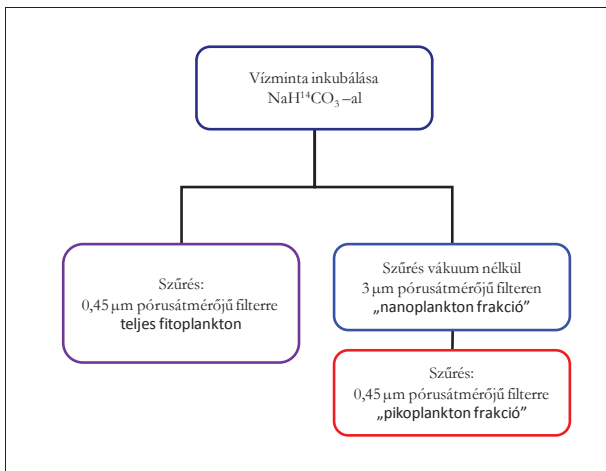 Vízminta inkubálása
NaH¹⁴CO₃ –al
Szűrés:
0,45 µm pórusátmérőjű filterre
teljes fitoplankton
Szűrés vákuum nélkül
3 µm pórusátmérőjű filteren
„nanoplankton frakció”
Szűrés:
0,45 µm pórusátmérőjű filterre
„pikoplankton frakció”